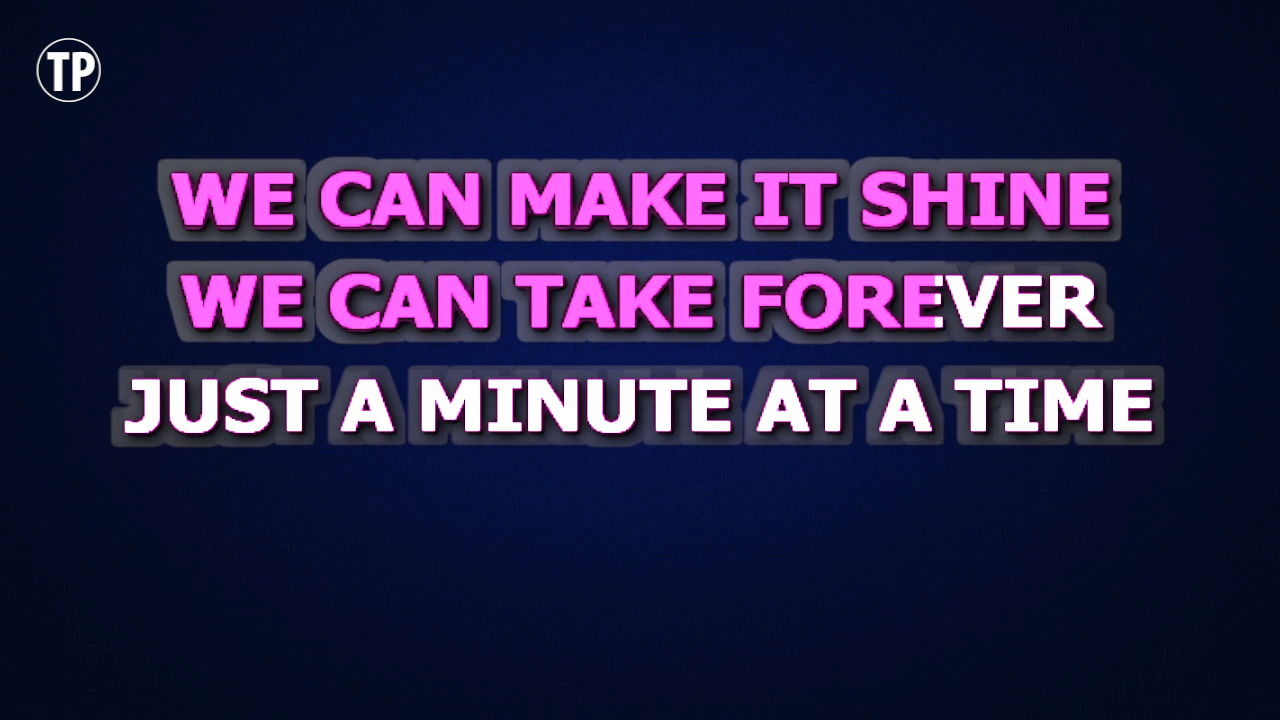 TP
WE CAN MAKE IT SHINE
WE CAN TAKE FOREVER
JUST A MINUTE AT A TIME